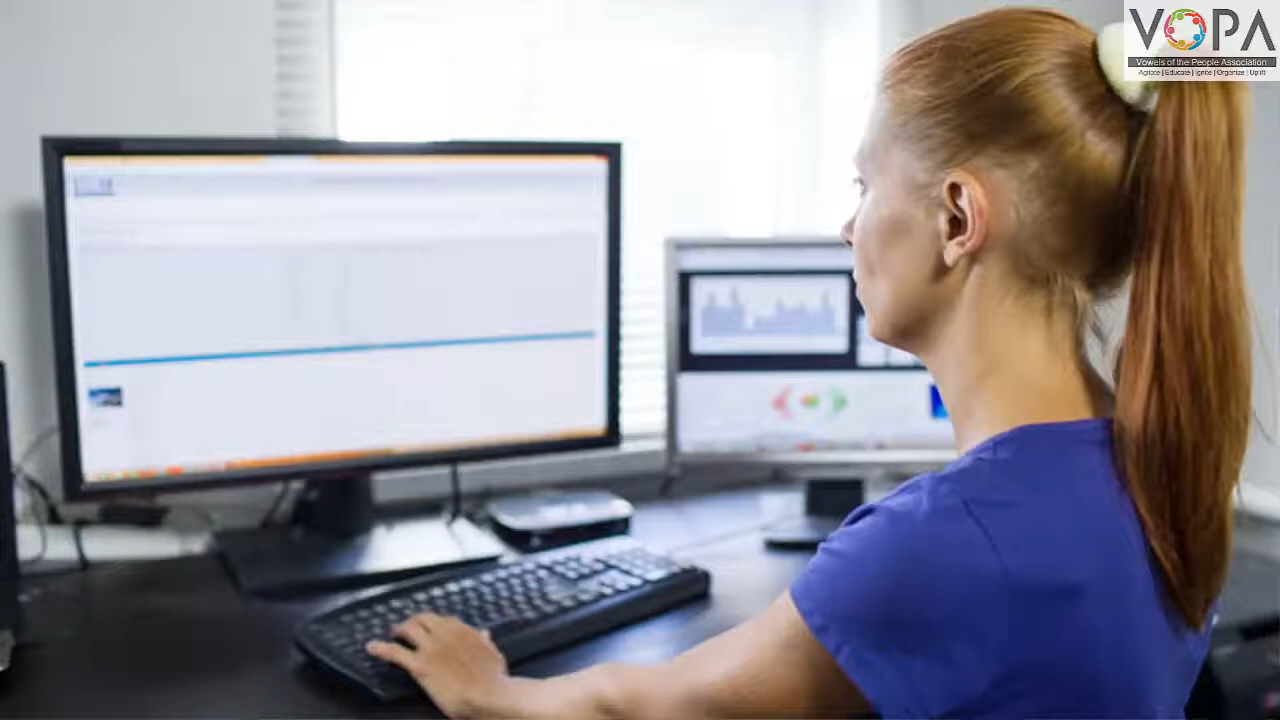 VOPA
Vowels of the People Association
Agitate | Educate | Ignite | Organize | Uplift